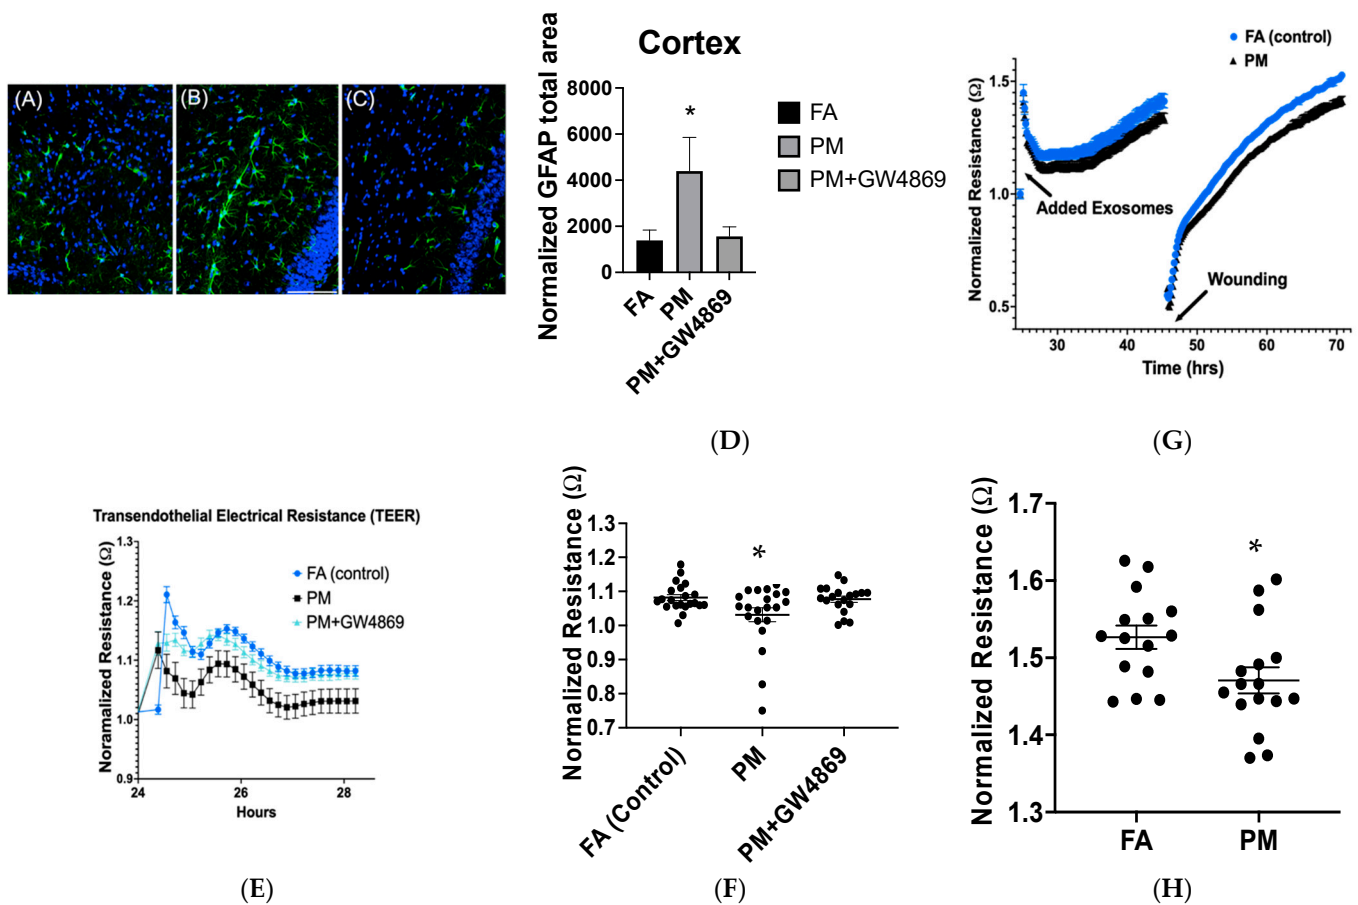 (A)
(B)
(C)
Cortex
Normalized GFAP total area
8000
6000
4000
2000
0
*
FA
PM
PM+GW4869
FA
PM
PM+GW4869
(D)
FA (control)
PM
Normalized Resistance (Ω)
1.5
1.0
0.5
Added Exosomes
Wounding
30
40
50
60
70
Time (hrs)
(G)
Transendothelial Electrical Resistance (TEER)
Noramalized Resistance (Ω)
1.3
1.2
1.1
1.0
0.9
FA (control)
PM
PM+GW4869
24
26
28
Hours
(E)
Normalized Resistance (Ω)
1.3
1.2
1.1
1.0
0.9
0.8
0.7
*
FA (Control)
PM
PM+GW4869
(F)
Normalized Resistance (Ω)
1.7
1.6
1.5
1.4
1.3
*
FA
PM
(H)